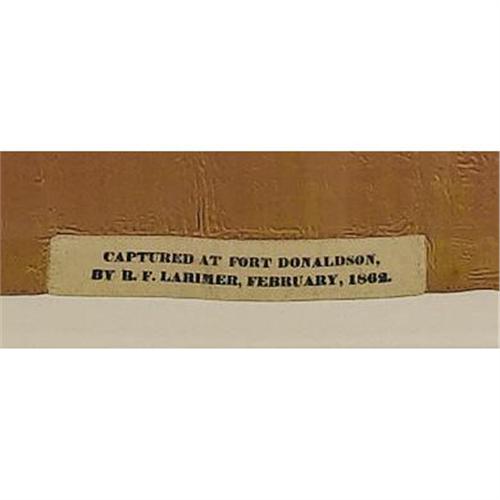 CAPTURED AT FORT DONALDSON,
BY R. F. LARIMER, FEBRUARY, 1862.